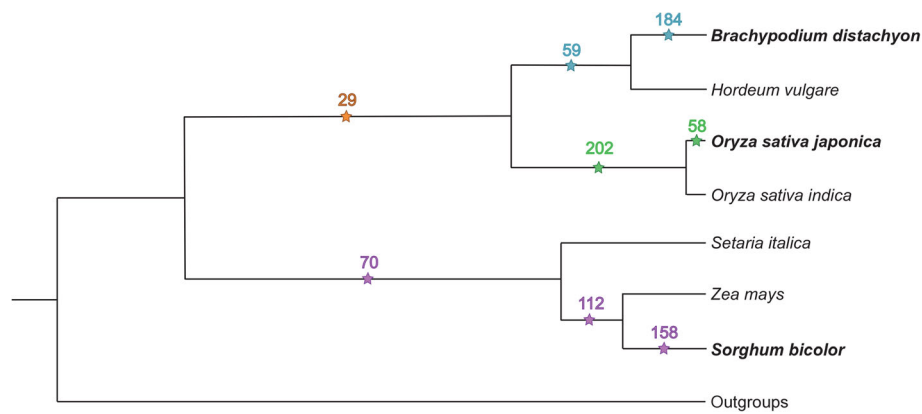 184
Brachypodium distachyon
59
Hordeum vulgare
29
58
Oryza sativa japonica
202
Oryza sativa indica
Setaria italica
70
Zea mays
112
158
Sorghum bicolor
Outgroups